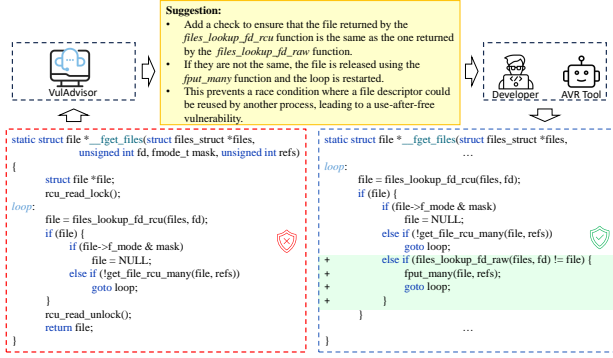 Suggestion:
• Add a check to ensure that the file returned by the
files_lookup_fd_rcu function is the same as the one returned
by the files_lookup_fd_raw function.
• If they are not the same, the file is released using the
fput_many function and the loop is restarted.
• This prevents a race condition where a file descriptor could
be reused by another process, leading to a use-after-free
vulnerability.
VulAdvisor
Developer
AVR Tool
static struct file *__fget_files(struct files_struct *files,
unsigned int fd, fmode_t mask, unsigned int refs)
{
struct file *file;
rcu_read_lock();
loop:
file = files_lookup_fd_rcu(files, fd);
if (file) {
if (file->f_mode & mask)
file = NULL;
else if (!get_file_rcu_many(file, refs))
goto loop;
}
rcu_read_unlock();
return file;
}
static struct file *__fget_files(struct files_struct *files,
…
loop:
file = files_lookup_fd_rcu(files, fd);
if (file) {
if (file->f_mode & mask)
file = NULL;
else if (!get_file_rcu_many(file, refs))
goto loop;
+ else if (files_lookup_fd_raw(files, fd) != file) {
+ fput_many(file, refs);
+ goto loop;
+ }
}
…
}